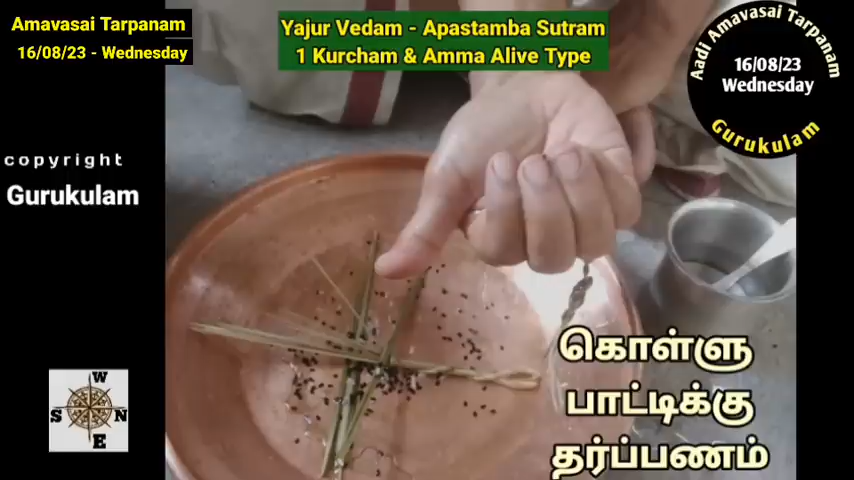 Amavasai Tarpanam
16/08/23 - Wednesday
Yajur Vedam - Apastamba Sutram
1 Kurcham & Amma Alive Type
Aadi Amavasai Tarpanam
16/08/23
Wednesday
Gurukulam
copyright
Gurukulam
கொள்ளு
பாட்டிக்கு
தர்ப்பணம்
W
S N
E